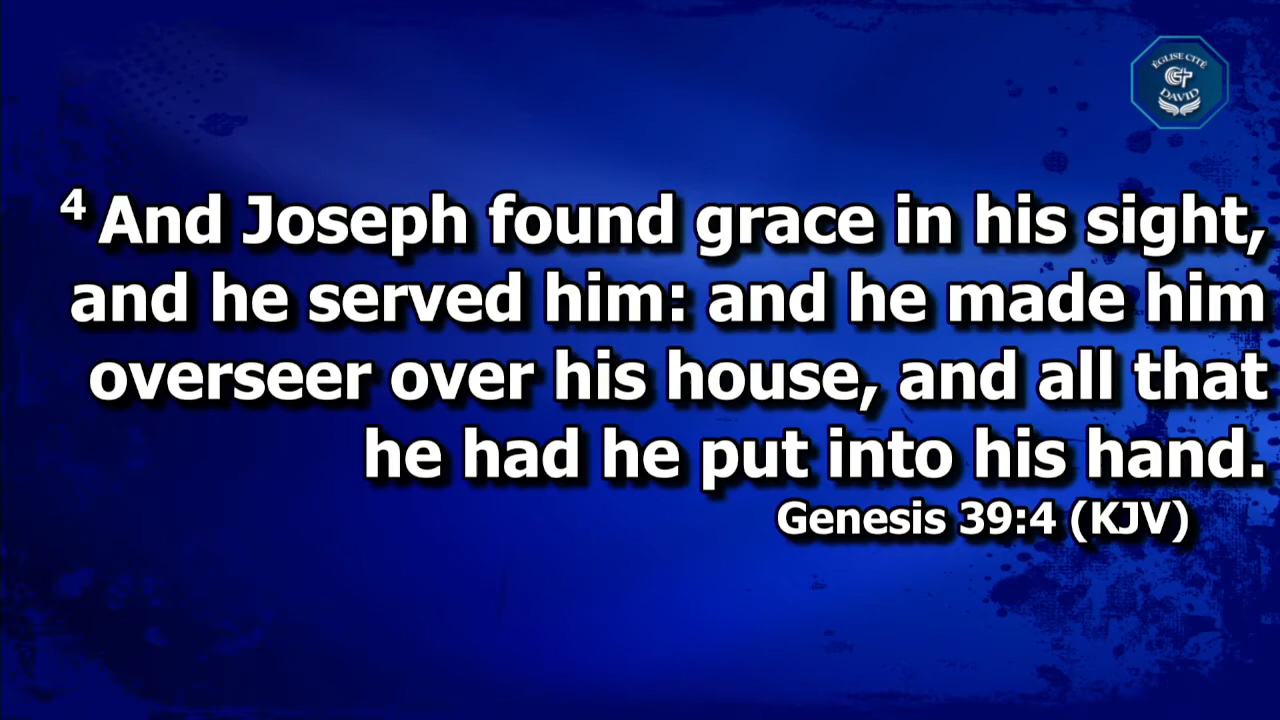 ÉGLISE CITÉ
DAVID
4 And Joseph found grace in his sight,
and he served him: and he made him
overseer over his house, and all that
he had he put into his hand.
Genesis 39:4 (KJV)